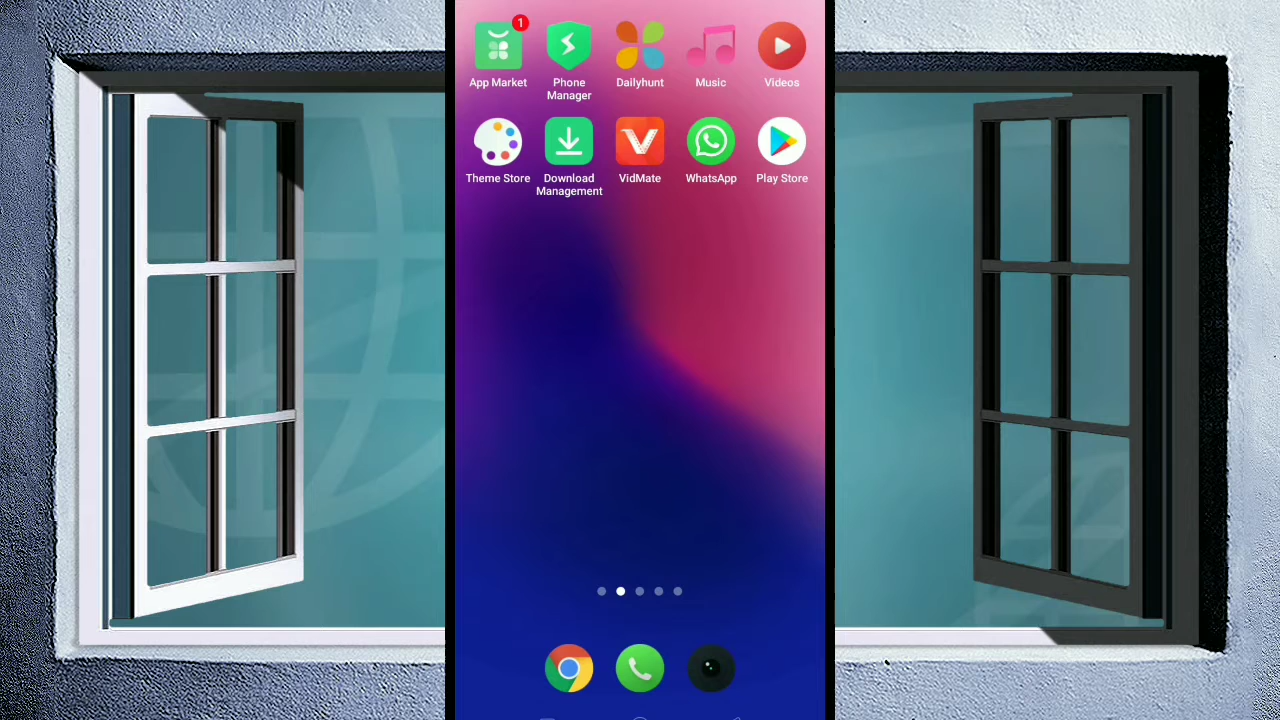 1
App Market
Phone
Manager
Dailyhunt
Music
Videos
Theme Store
Download
Management
VidMate
WhatsApp
Play Store